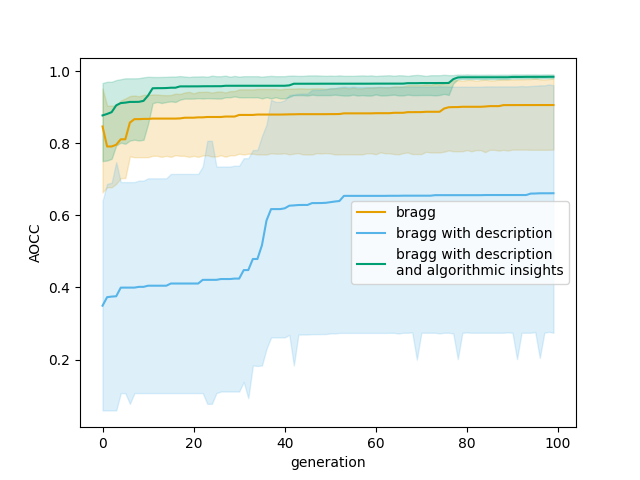 1.0
0.8
0.6
0.4
0.2
AOCC
bragg
bragg with description
bragg with description
and algorithmic insights
0 20 40 60 80 100
generation